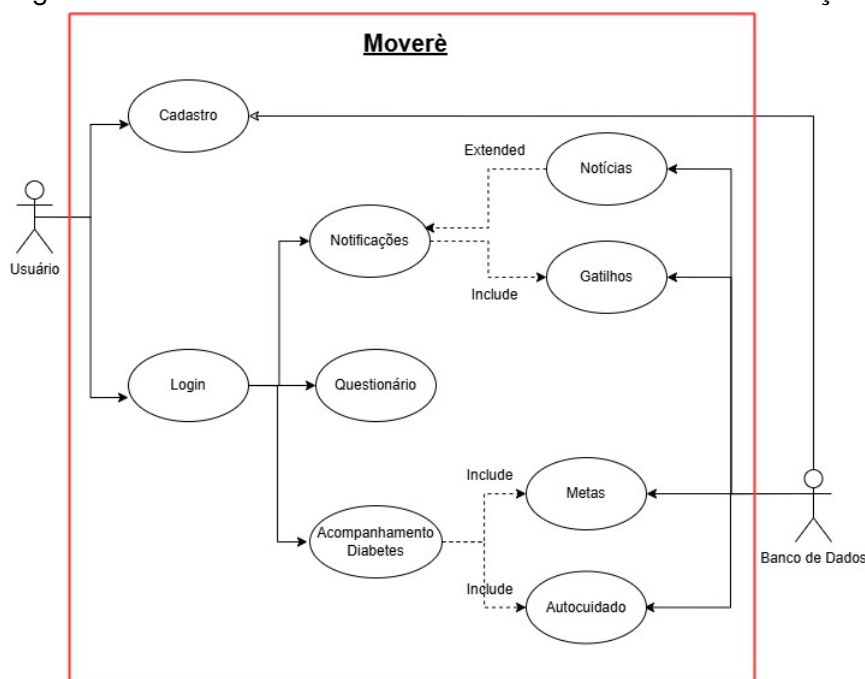 Moverè
Cadastro
Extended
Notícias
Usuário
Notificações
Include
Gatilhos
Login
Questionário
Include
Metas
Acompanhamento
Diabetes
Include
Autocuidado
Banco de Dados